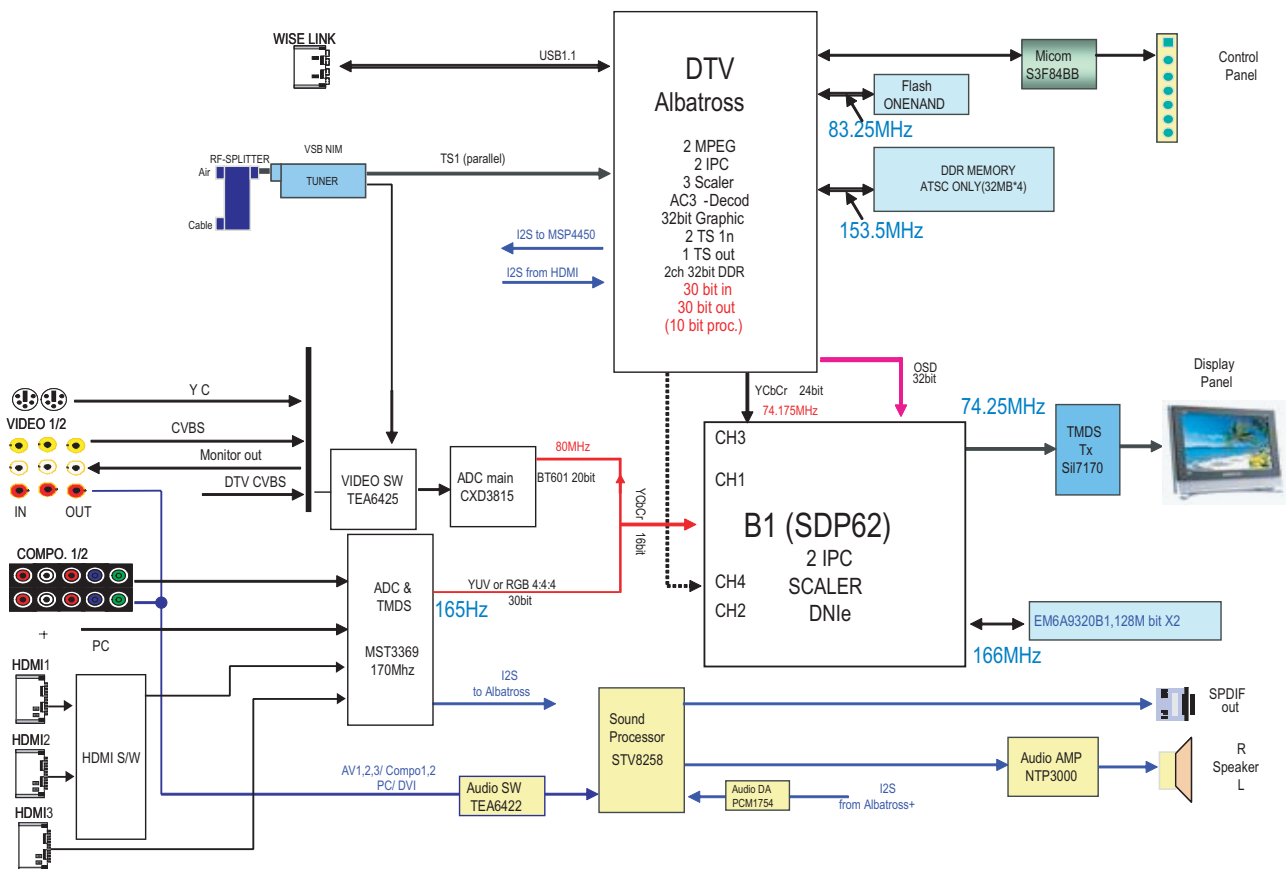 WISE LINK
USB1.1
DTV
Albatross
2 MPEG
2 IPC
3 Scaler
AC3 -Decod
32bit Graphic
2 TS 1n
1 TS out
2ch 32bit DDR
30 bit in
30 bit out
(10 bit proc.)
Micom
S3F84BB
Control
Panel
Flash
ONENAND
83.25MHz
DDR MEMORY
ATSC ONLY(32MB*4)
153.5MHz
VSB NIM
RF-SPLITTER
Air
TUNER
Cable
TS1 (parallel)
I2S to MSP4450
I2S from HDMI
YCbCr 24bit
74.175MHz
OSD
32bit
Display
Panel
74.25MHz
TMDS
Tx
Sil7170
Y C
VIDEO 1/2
CVBS
Monitor out
DTV CVBS
IN OUT
VIDEO SW
TEA6425
ADC main
CXD3815
80MHz
BT601 20bit
YCbCr
16bit
CH3
CH1
B1 (SDP62)
2 IPC
SCALER
DNIe
CH4
CH2
COMPO. 1/2
ADC &
TMDS
MST3369
170Mhz
YUV or RGB 4:4:4
30bit
165Hz
+
PC
EM6A9320B1,128M bit X2
166MHz
HDMI1
HDMI2
HDMI3
HDMI S/W
I2S
to Albatross
AV1,2,3/ Compo1,2
PC/ DVI
Audio SW
TEA6422
Sound
Processor
STV8258
Audio DA
PCM1754
I2S
from Albatross+
Audio AMP
NTP3000
SPDIF
out
R
Speaker
L